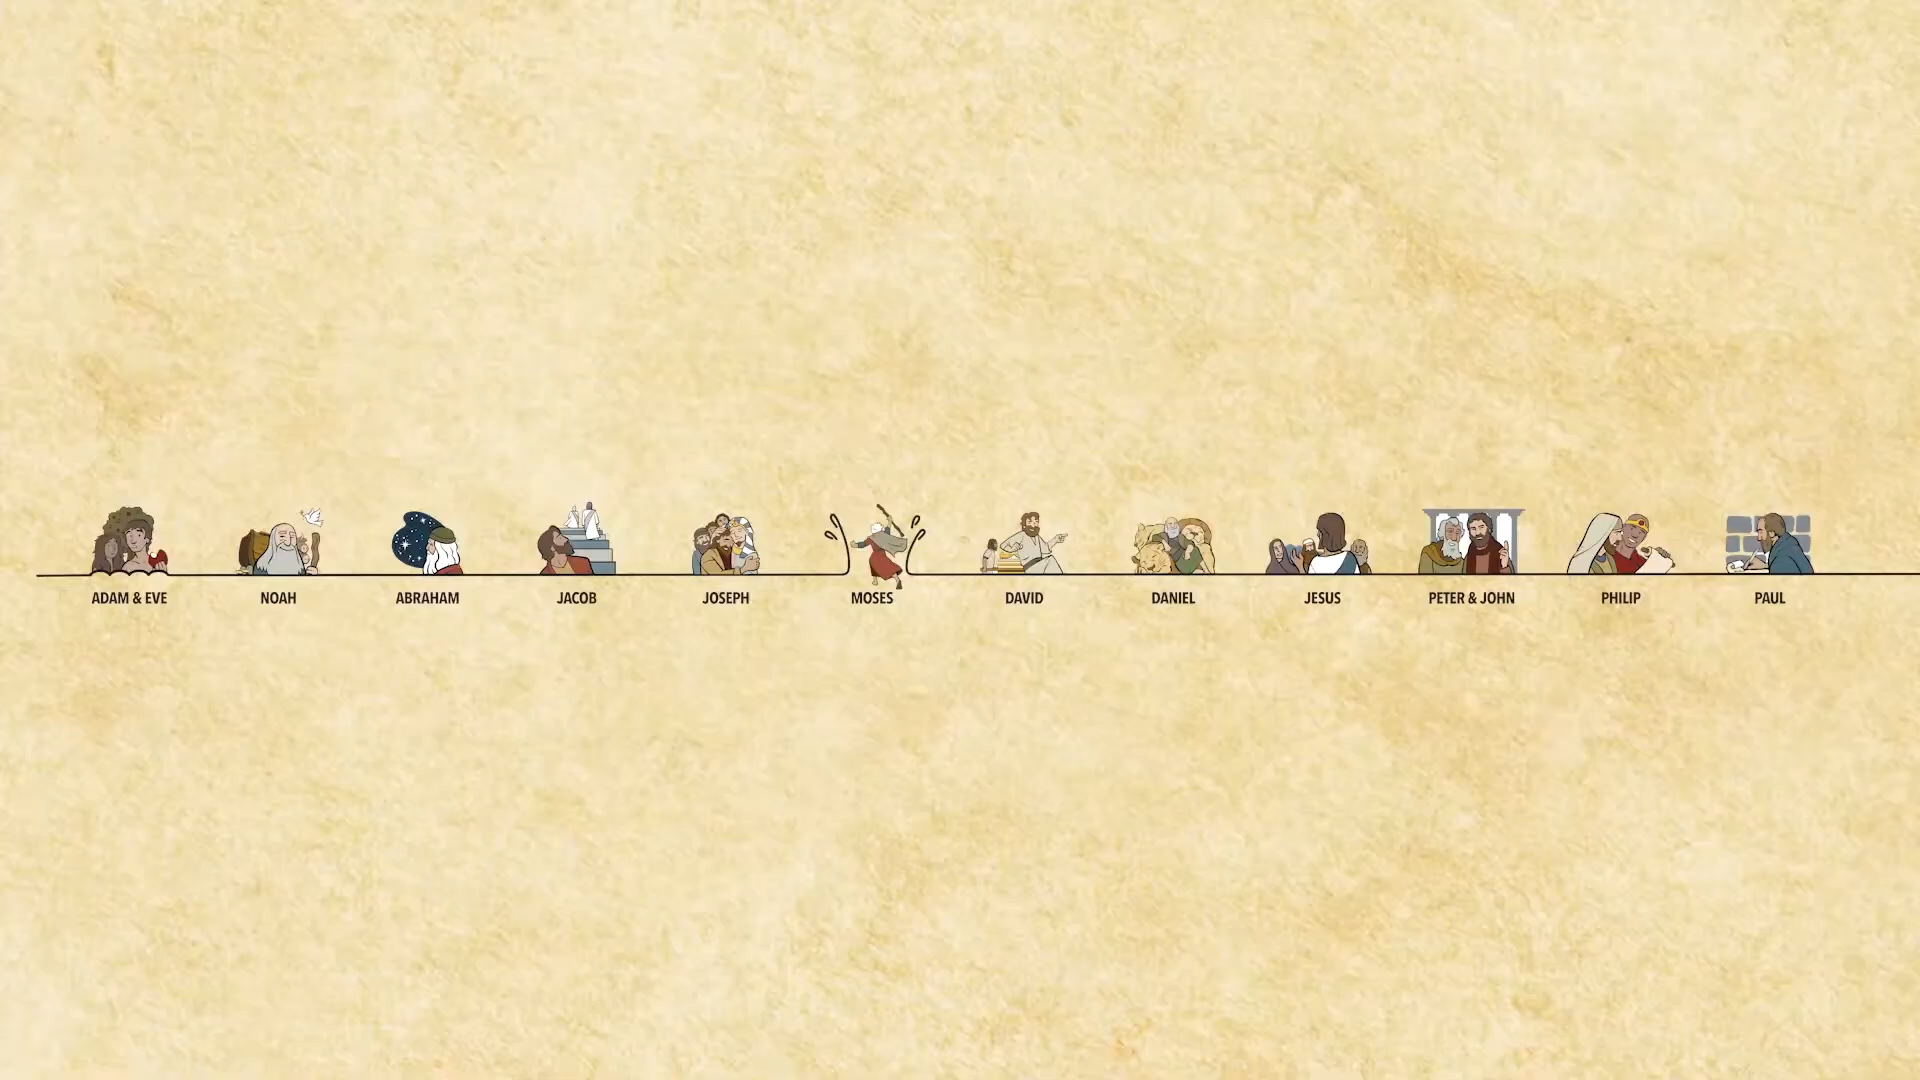 ADAM & EVE
NOAH
ABRAHAM
JACOB
JOSEPH
MOSES
DAVID
DANIEL
JESUS
PETER & JOHN
PHILIP
PAUL